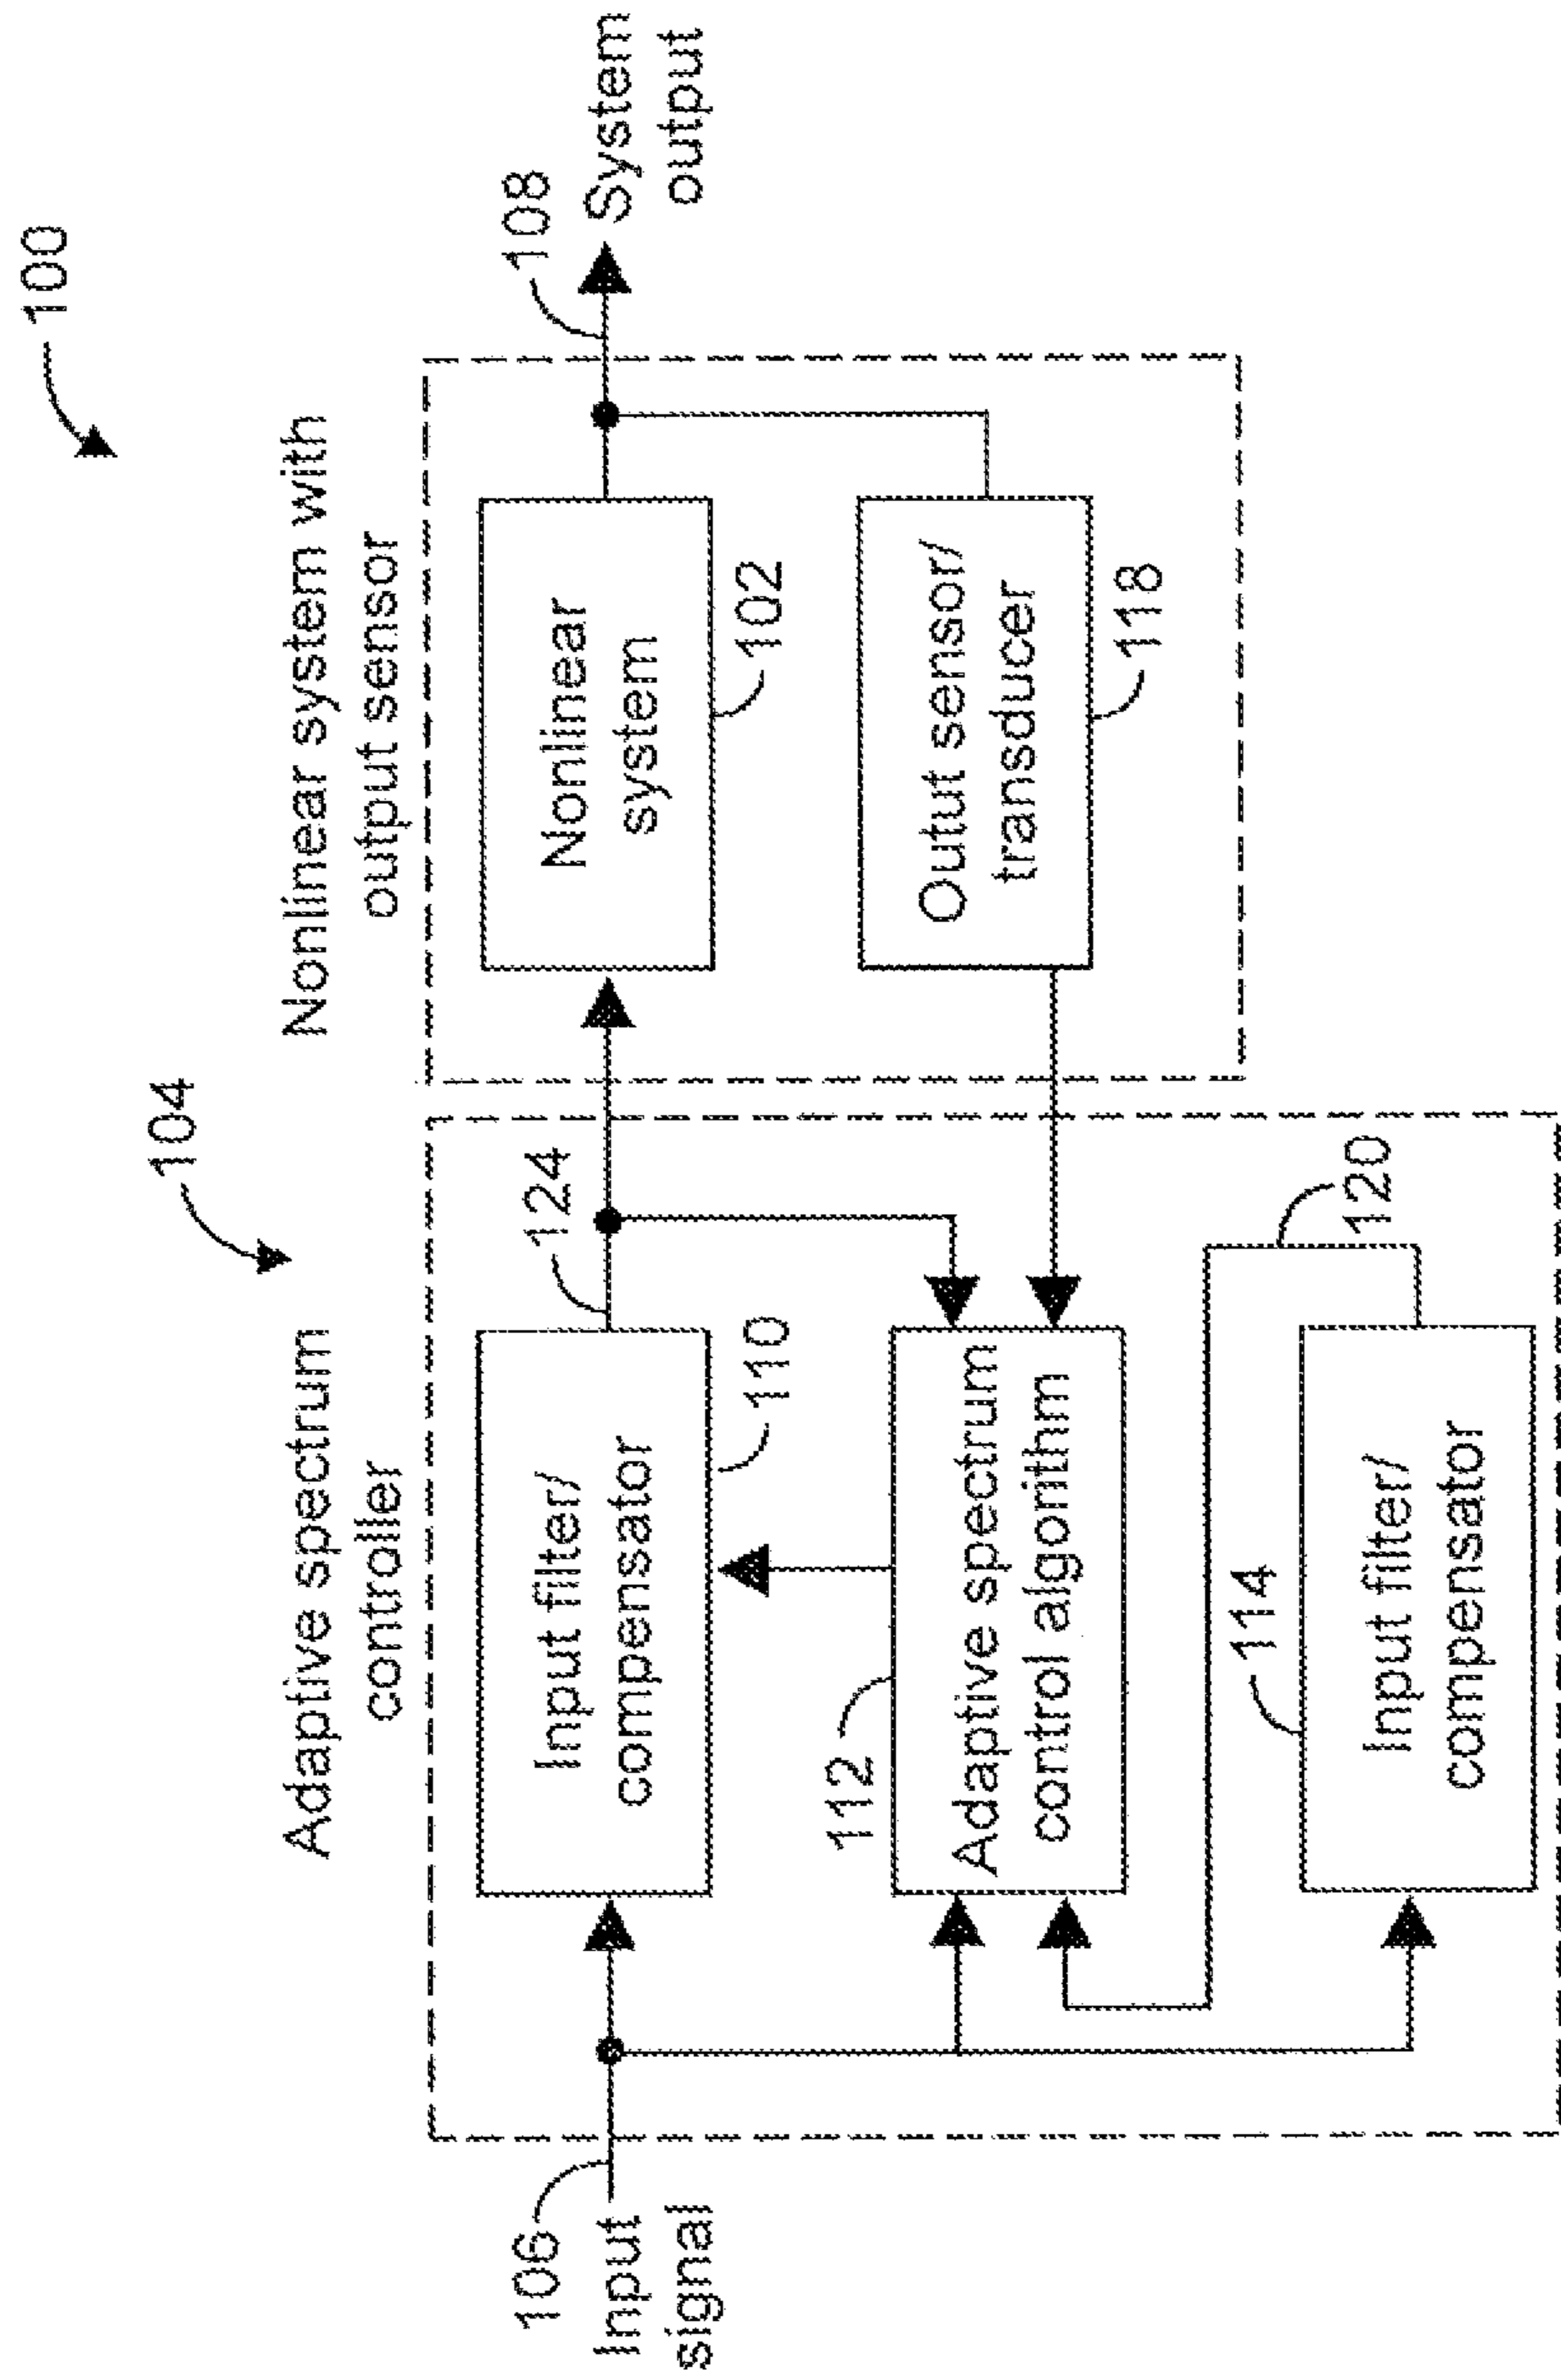 100
104
Adaptive spectrum
controller
Nonlinear system with
output sensor
106
Input
signal
Input filter/
compensator
110
124
Nonlinear
system
102
108
System
output
112
Adaptive spectrum
control algorithm
Outut sensor/
transducer
118
114
Input filter/
compensator
120